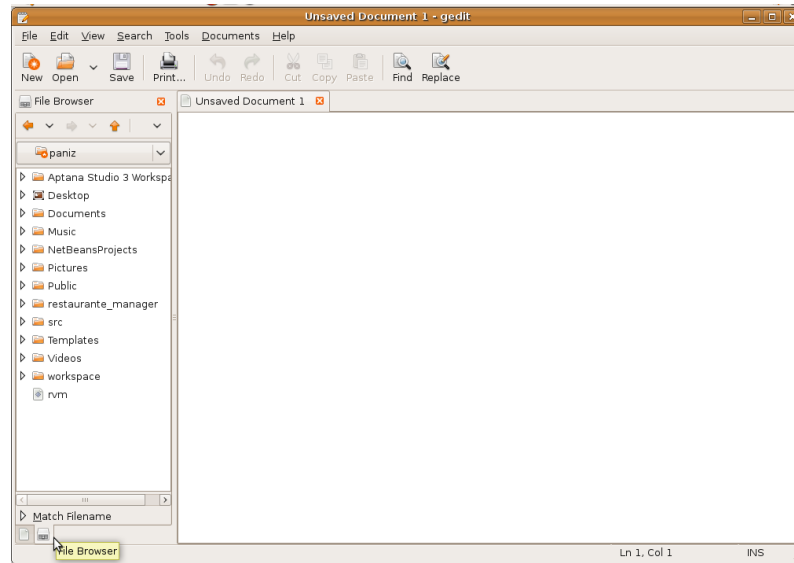 Unsaved Document 1 - gedit
File Edit View Search Tools Documents Help
New Open Save Print... Undo Redo Cut Copy Paste Find Replace
File Browser
Unsaved Document 1
paniz
Aptana Studio 3 Workspa
Desktop
Documents
Music
NetBeansProjects
Pictures
Public
restaurante_manager
src
Templates
Videos
workspace
rvm
Match Filename
File Browser
Ln 1, Col 1 INS